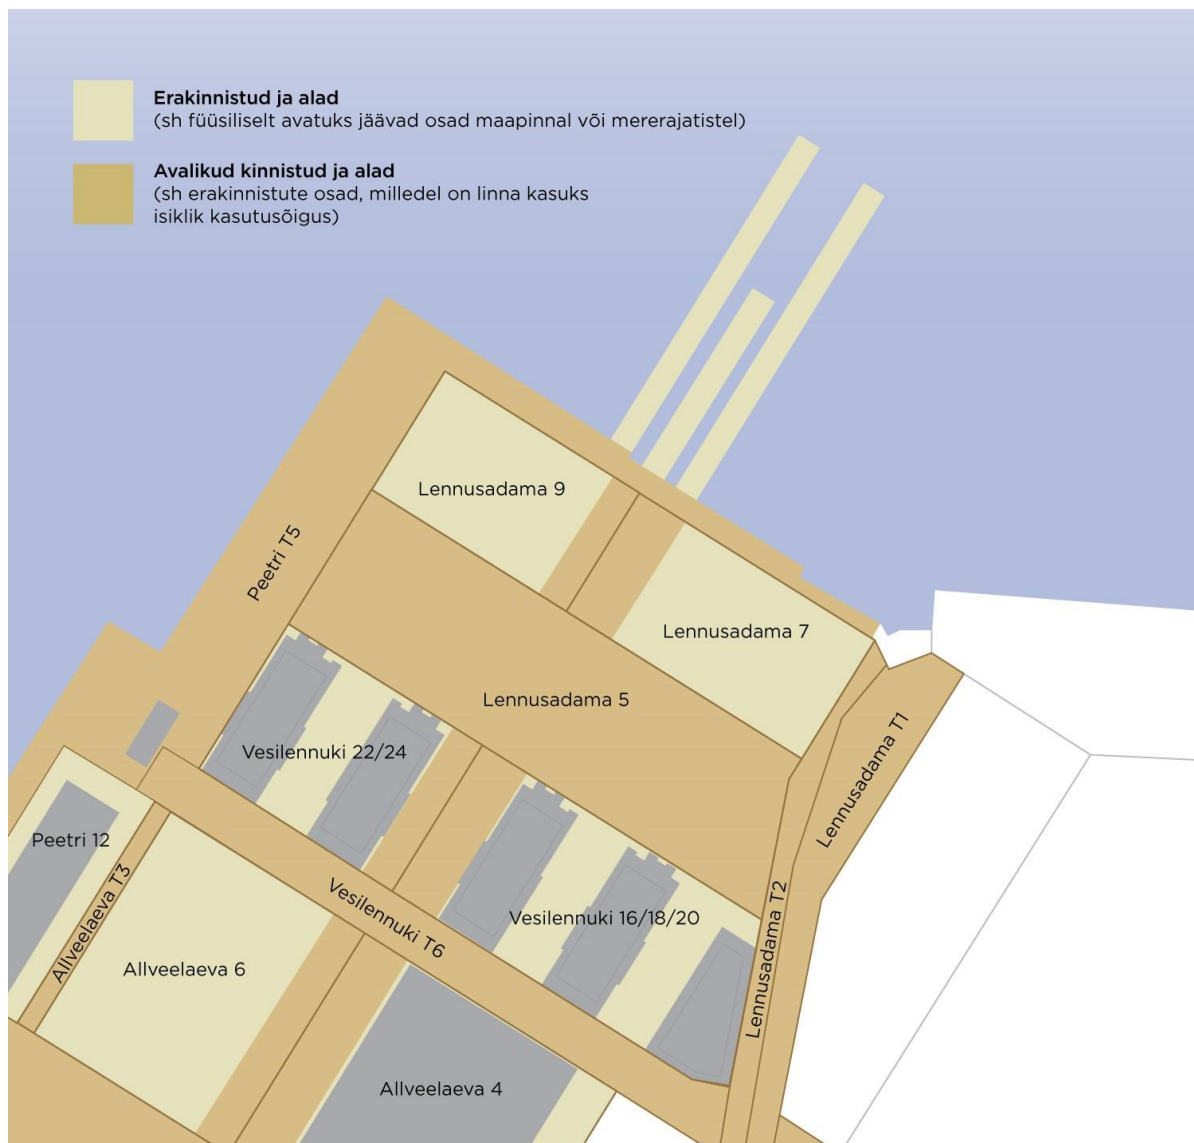 Erakinnistud ja alad
(sh füüsiliselt avatuks jäävad osad maapinnal või mererajatistel)
Avalikud kinnistud ja alad
(sh erakinnistute osad, milledel on linna kasuks
isiklik kasutusõigus)
Lennusadama 9
Peetri T5
Lennusadama 7
Lennusadama 5
Vesilennuki 22/24
Lennusadama T1
Peetri 12
Allveelaeva T3
Vesilennuki T6
Vesilennuki 16/18/20
Lennusadama T2
Allveelaeva 6
Allveelaeva 4